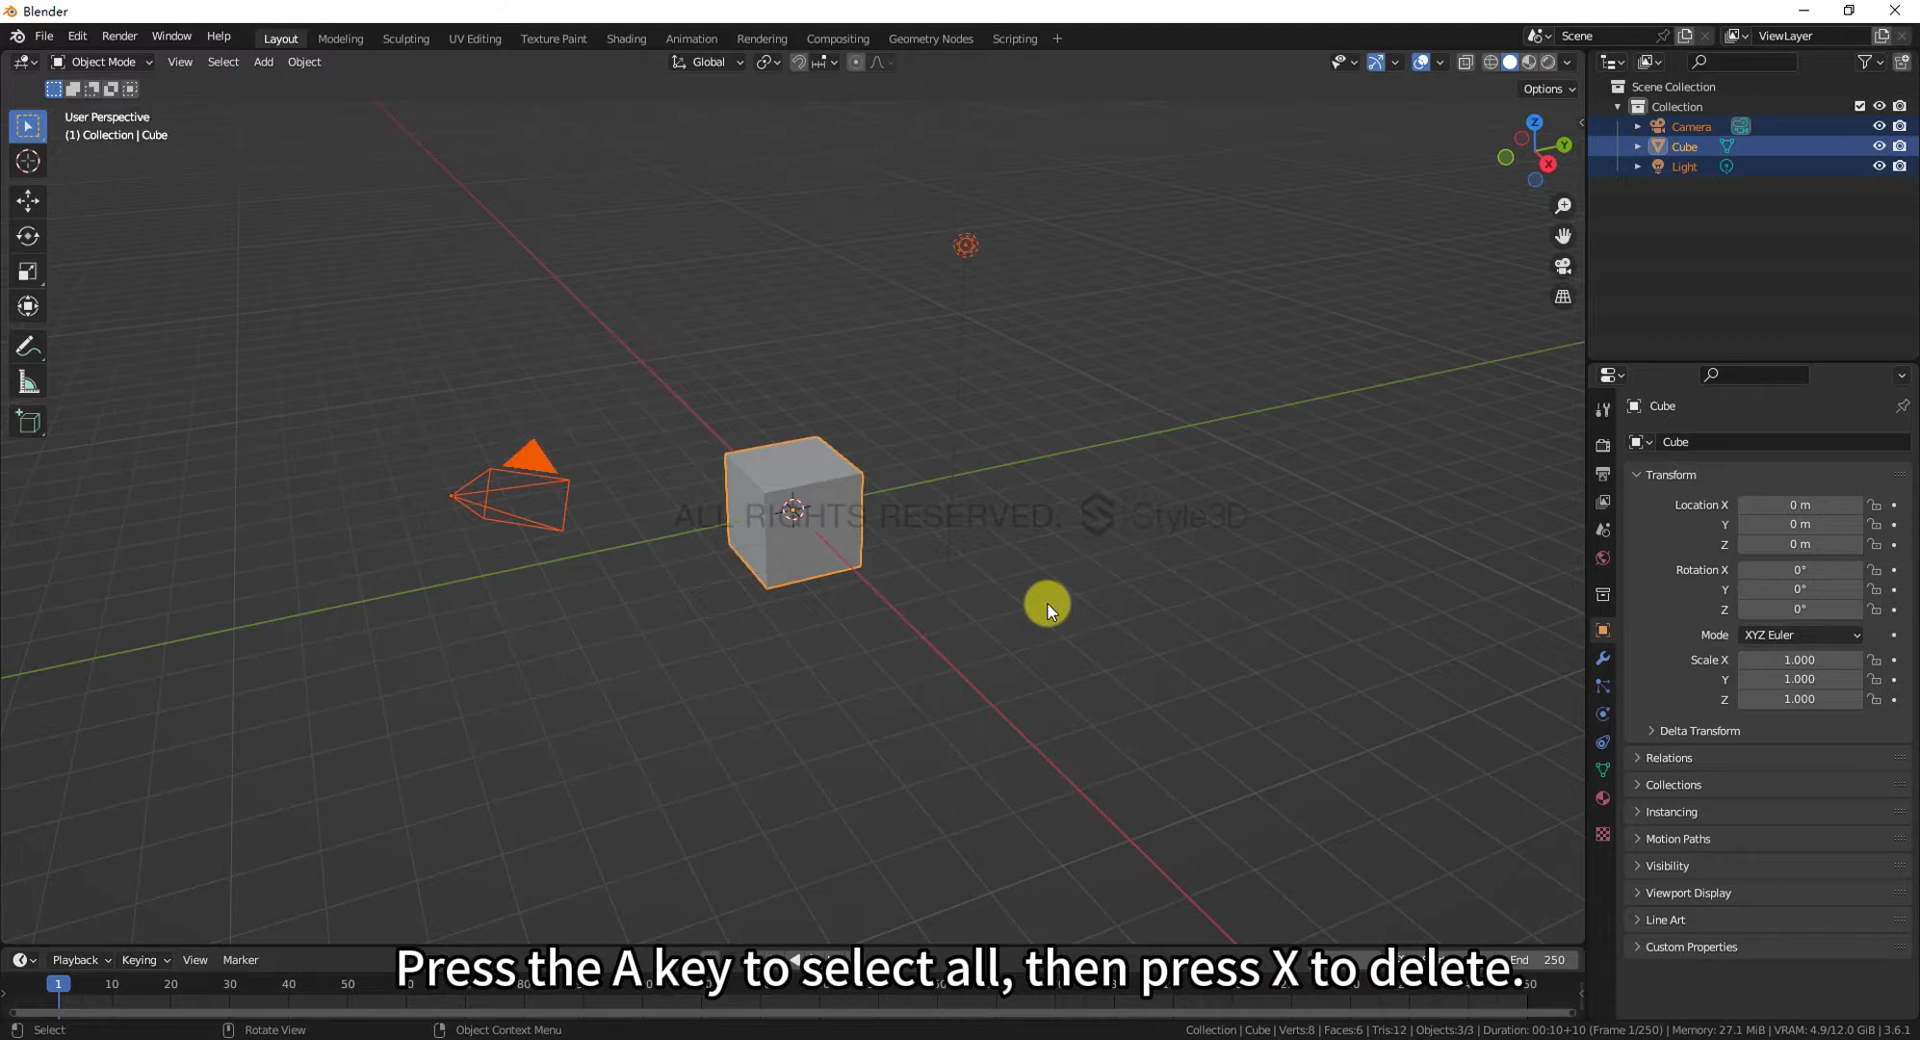 Blender
File Edit Render Window Help Layout Modeling Sculpting UV Editing Texture Paint Shading Animation Rendering Compositing Geometry Nodes Scripting + Scene ViewLayer
Object Mode View Select Add Object Global
Options
User Perspective
(1) Collection | Cube
Z
Y
X
Scene Collection
Collection
Camera
Cube
Light
Cube
Cube
Transform
Location X 0 m
Y 0 m
Z 0 m
Rotation X 0°
Y 0°
Z 0°
Mode XYZ Euler
Scale X 1.000
Y 1.000
Z 1.000
Delta Transform
Relations
Collections
Instancing
Motion Paths
Visibility
Viewport Display
Line Art
Custom Properties
ALL RIGHTS RESERVED. Style3D
Playback Keying View Marker
End 250
Press the A key to select all, then press X to delete.
1
Select Rotate View Object Context Menu
Collection | Cube | Verts:8 | Faces:6 | Tris:12 | Objects:3/3 | Duration: 00:10+10 (Frame 1/250) | Memory: 27.1 MiB | VRAM: 4.9/12.0 GiB | 3.6.1